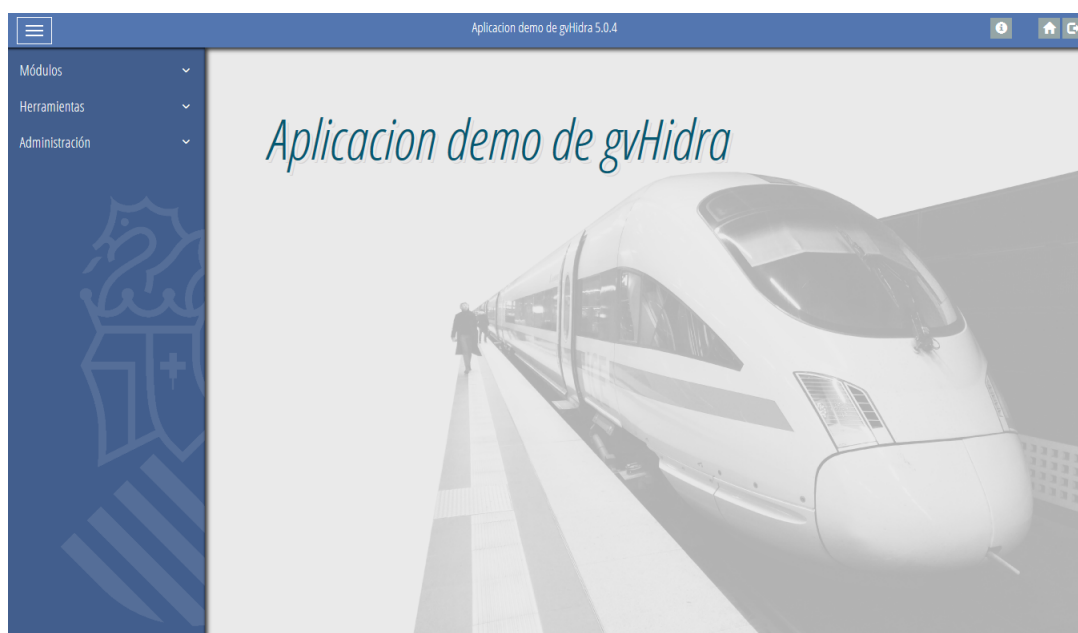 Aplicacion demo de gvHidra 5.0.4
Módulos
Herramientas
Administración
Aplicacion demo de gvHidra